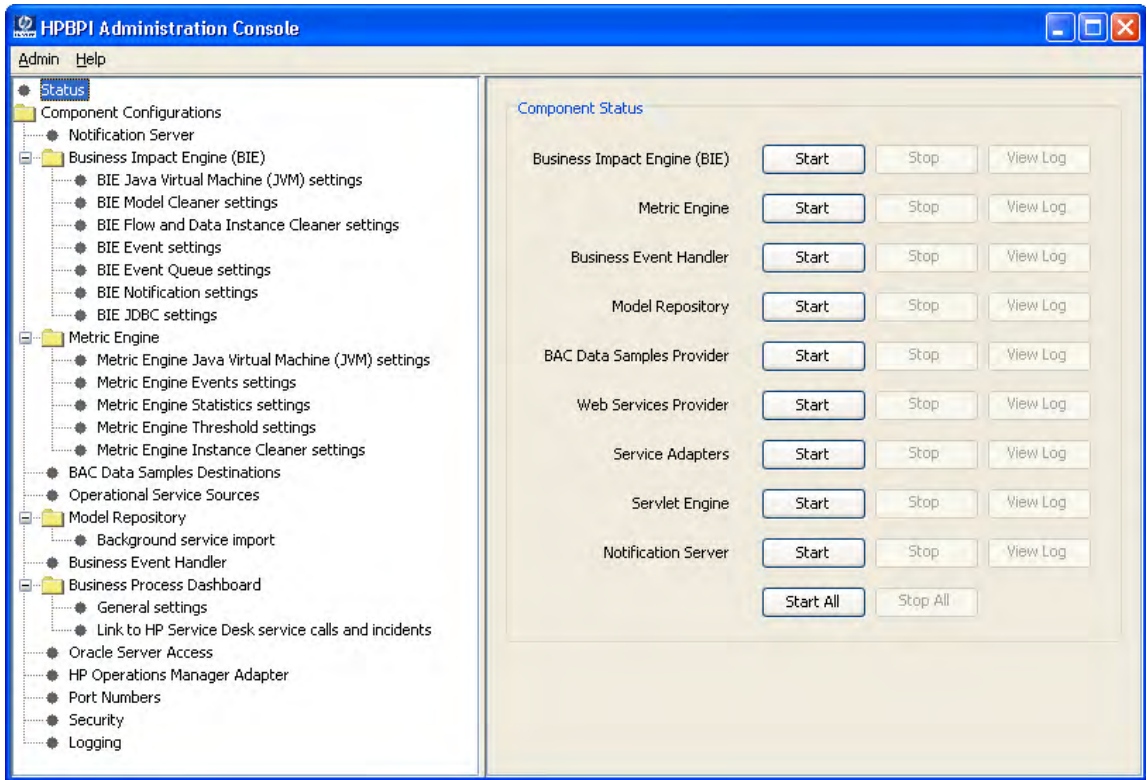 HPBPI Administration Console
Admin Help
Status
Component Configurations
Notification Server
Business Impact Engine (BIE)
BIE Java Virtual Machine (JVM) settings
BIE Model Cleaner settings
BIE Flow and Data Instance Cleaner settings
BIE Event settings
BIE Event Queue settings
BIE Notification settings
BIE JDBC settings
Metric Engine
Metric Engine Java Virtual Machine (JVM) settings
Metric Engine Events settings
Metric Engine Statistics settings
Metric Engine Threshold settings
Metric Engine Instance Cleaner settings
BAC Data Samples Destinations
Operational Service Sources
Model Repository
Background service import
Business Event Handler
Business Process Dashboard
General settings
Link to HP Service Desk service calls and incidents
Oracle Server Access
HP Operations Manager Adapter
Port Numbers
Security
Logging
Component Status
Business Impact Engine (BIE) Start Stop View Log
Metric Engine Start Stop View Log
Business Event Handler Start Stop View Log
Model Repository Start Stop View Log
BAC Data Samples Provider Start Stop View Log
Web Services Provider Start Stop View Log
Service Adapters Start Stop View Log
Servlet Engine Start Stop View Log
Notification Server Start Stop View Log
Start All Stop All